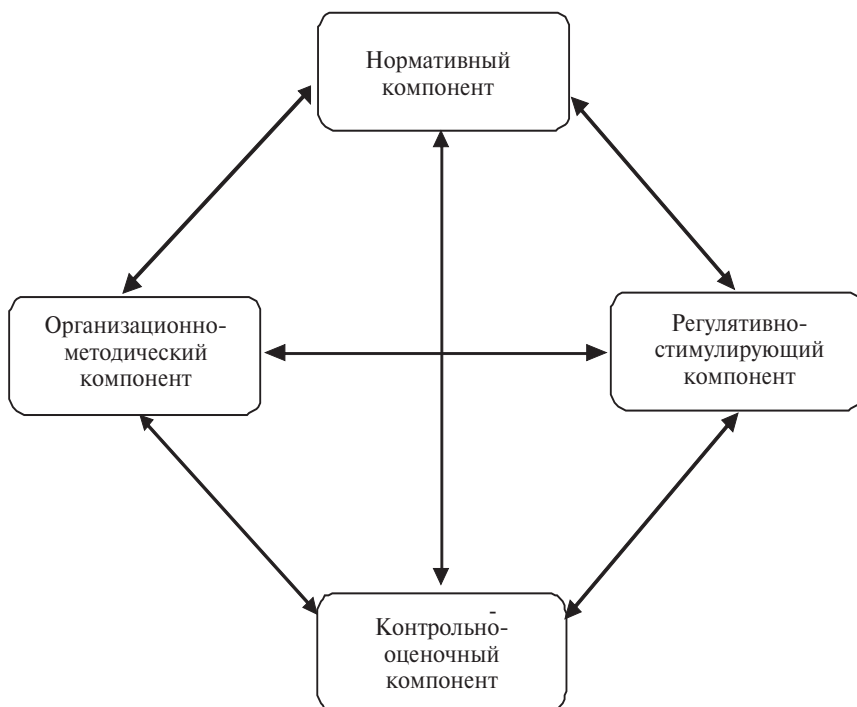 Нормативный
компонент
Организационно-
методический
компонент
Регулятивно-
стимулирующий
компонент
Контрольно-
оценочный
компонент